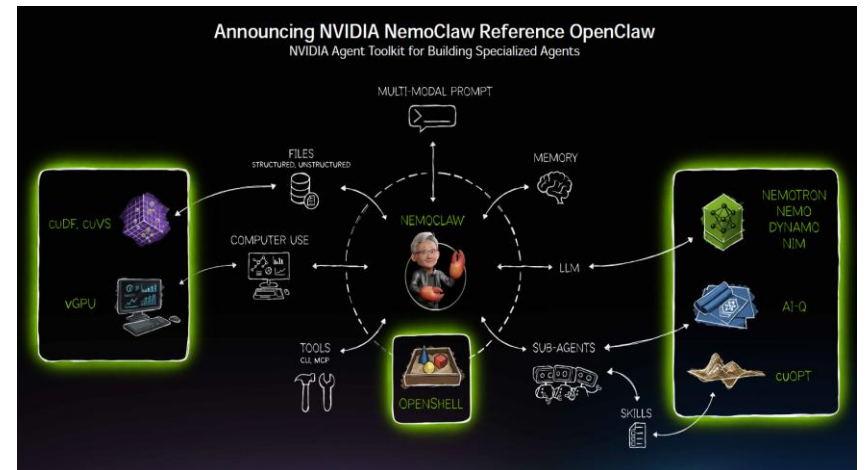 Announcing NVIDIA NemoClaw Reference OpenClaw
NVIDIA Agent Toolkit for Building Specialized Agents
MULTI-MODAL PROMPT
FILES
STRUCTURED, UNSTRUCTURED
MEMORY
cuDF, cuVS
NEMOCLAW
NEMOTRON
NEMO
DYNAMO
NIM
COMPUTER USE
LLM
vGPU
AI-Q
TOOLS
CLI, MCP
SUB-AGENTS
cuOPT
OPENSHELL
SKILLS